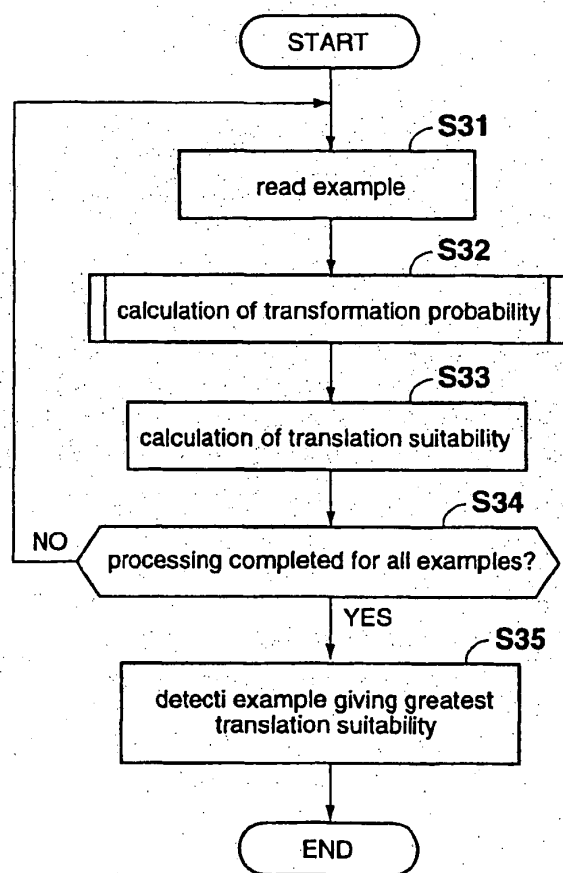 START
S31
read example
S32
calculation of transformation probability
S33
calculation of translation suitability
S34
NO
processing completed for all examples?
YES
S35
detecti example giving greatest
translation suitability
END